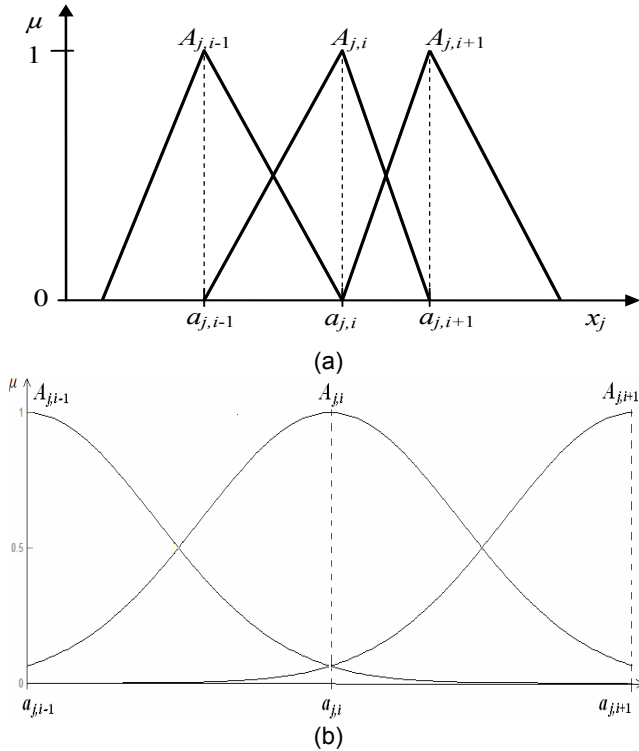 μ
A_{j,i-1} A_{j,i} A_{j,i+1}
1
0
a_{j,i-1} a_{j,i} a_{j,i+1} x_j
(a)
μ
A_{j,i-1} A_{j,i} A_{j,i+1}
1
0.5
0
a_{j,i-1} a_{j,i} a_{j,i+1}
(b)